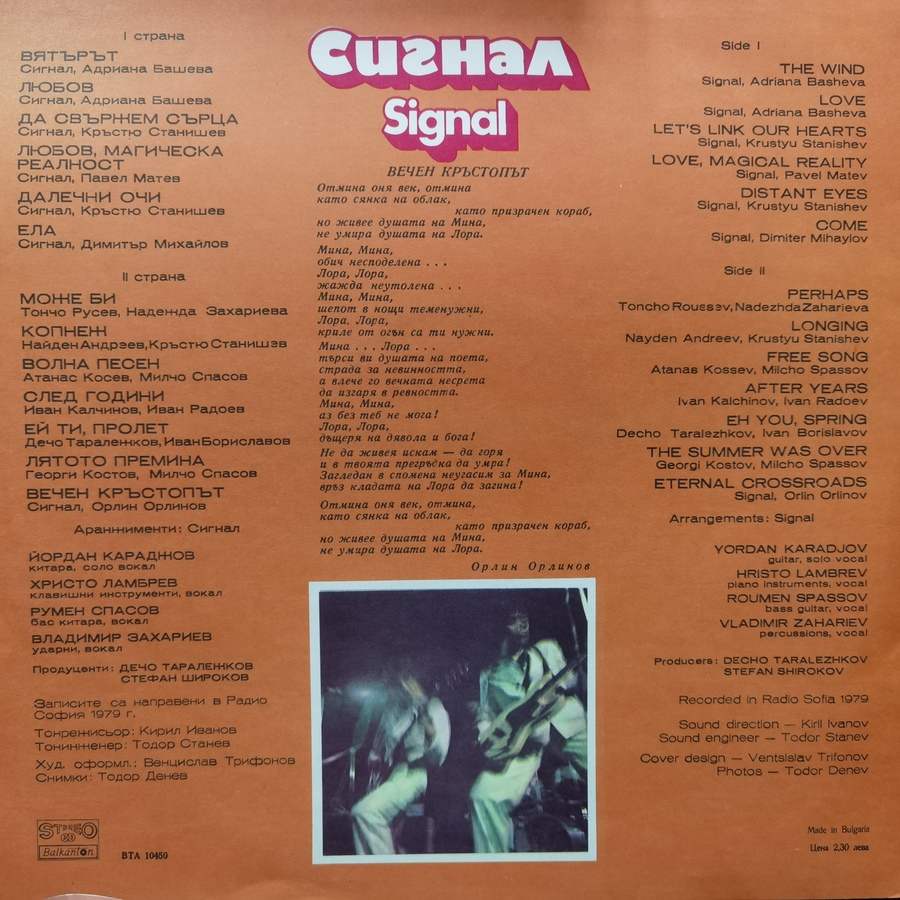 I страна
ВЯТЪРЪТ
Сигнал, Адриана Башева
ЛЮБОВ
Сигнал, Адриана Башева
ДА СВЪРЖЕМ СЪРЦА
Сигнал, Кръстю Станишев
ЛЮБОВ, МАГИЧЕСКА
РЕАЛНОСТ
Сигнал, Павел Матев
ДАЛЕЧНИ ОЧИ
Сигнал, Кръстю Станишев
ЕЛА
Сигнал, Димитър Михайлов
II страна
МОЖЕ БИ
Тончо Русев, Надежда Захариева
КОПНЕЖ
Найден Андреев, Кръстю Станишев
ВОЛНА ПЕСЕН
Атанас Косев, Милчо Спасов
СЛЕД ГОДИНИ
Иван Калчинов, Иван Радоев
ЕЙ ТИ, ПРОЛЕТ
Дечо Таралежков, Иван Бориславов
ЛЯТОТО ПРЕМИНА
Георги Костов, Милчо Спасов
ВЕЧЕН КРЪСТОПЪТ
Сигнал, Орлин Орлинов
Аранжименти: Сигнал
ЙОРДАН КАРАДЖОВ
китара, соло вокал
ХРИСТО ЛАМБРЕВ
клавишни инструменти, вокал
РУМЕН СПАСОВ
бас китара, вокал
ВЛАДИМИР ЗАХАРИЕВ
ударни, вокал
Продуценти: ДЕЧО ТАРАЛЕЖКОВ
СТЕФАН ШИРОКОВ
Записите са направени в Радио
София 1979 г.
Тонрежисьор: Кирил Иванов
Тонинженер: Тодор Станев
Худ. оформл.: Венцислав Трифонов
Снимки: Тодор Денев
STEREO
Balkanton
ВТА 10450
Сигнал
Signal
ВЕЧЕН КРЪСТОПЪТ
Отмина оня век, отмина
като сянка на облак,
като призрачен кораб,
но живее душата на Мина,
не умира душата на Лора.
Мина, Мина,
обич несподелена . . .
Лора, Лора,
жажда неутолена . . .
Мина, Мина,
шепот в нощи теменужни,
Лора, Лора,
криле от огън са ти нужни.
Мина . . . Лора . . .
търси ви душата на поета,
страда за невинността,
а влече го вечната несрета
да изгаря в ревността.
Мина, Мина,
аз без теб не мога!
Лора, Лора,
дъщеря на дявола и бога!
Не да живея искам — да горя
и в твоята прегръдка да умра!
Загледан в спомена неугасим за Мина,
връз кладата на Лора да загина!
Отмина оня век, отмина,
като сянка на облак,
като призрачен кораб,
но живее душата на Мина,
не умира душата на Лора.
Орлин Орлинов
Side I
THE WIND
Signal, Adriana Basheva
LOVE
Signal, Adriana Basheva
LET'S LINK OUR HEARTS
Signal, Krustyu Stanishev
LOVE, MAGICAL REALITY
Signal, Pavel Matev
DISTANT EYES
Signal, Krustyu Stanishev
COME
Signal, Dimiter Mihaylov
Side II
PERHAPS
Toncho Roussev, Nadezhda Zaharieva
LONGING
Nayden Andreev, Krustyu Stanishev
FREE SONG
Atanas Kossev, Milcho Spassov
AFTER YEARS
Ivan Kalchinov, Ivan Radoev
EH YOU, SPRING
Decho Taralezhkov, Ivan Borislavov
THE SUMMER WAS OVER
Georgi Kostov, Milcho Spassov
ETERNAL CROSSROADS
Signal, Orlin Orlinov
Arrangements: Signal
YORDAN KARADJOV
guitar, solo vocal
HRISTO LAMBREV
piano instruments, vocal
ROUMEN SPASSOV
bass guitar, vocal
VLADIMIR ZAHARIEV
percussions, vocal
Producers: DECHO TARALEZHKOV
STEFAN SHIROKOV
Recorded in Radio Sofia 1979
Sound direction — Kiril Ivanov
Sound engineer — Todor Stanev
Cover design — Ventsislav Trifonov
Photos — Todor Denev
Made in Bulgaria
Цена 2,30 лева